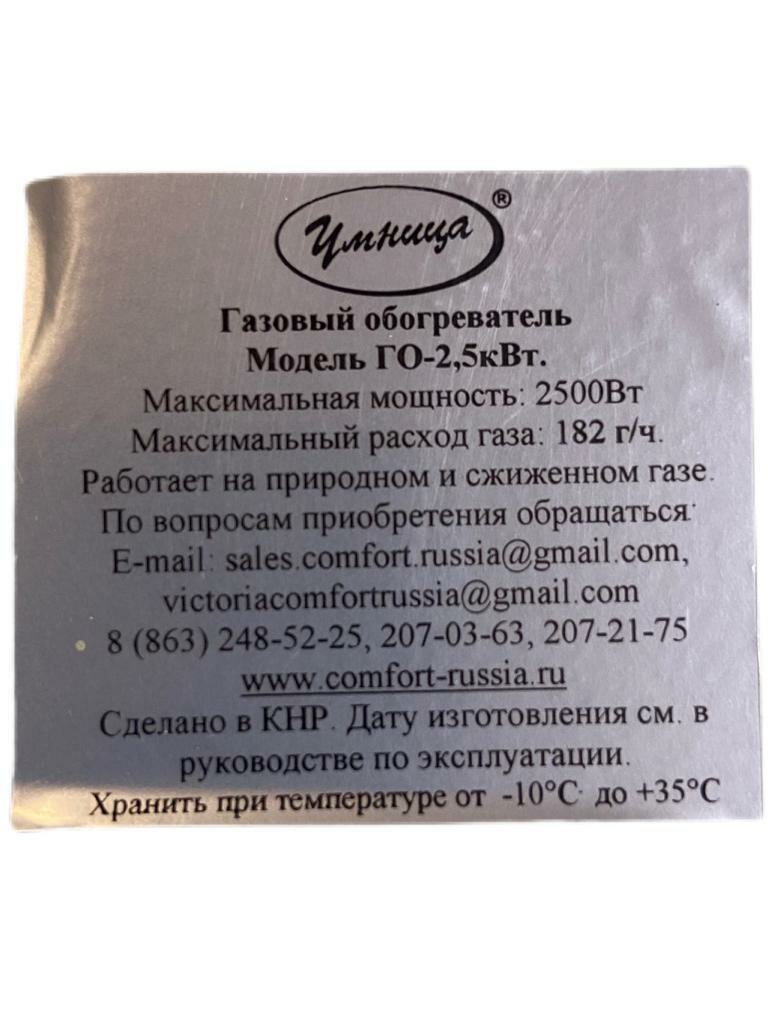 Умница ®
Газовый обогреватель
Модель ГО-2,5кВт.
Максимальная мощность: 2500Вт
Максимальный расход газа: 182 г/ч.
Работает на природном и сжиженном газе.
По вопросам приобретения обращаться:
E-mail: sales.comfort.russia@gmail.com,
victoriacomfortrussia@gmail.com
8 (863) 248-52-25, 207-03-63, 207-21-75
www.comfort-russia.ru
Сделано в КНР. Дату изготовления см. в
руководстве по эксплуатации.
Хранить при температуре от -10°С до +35°С